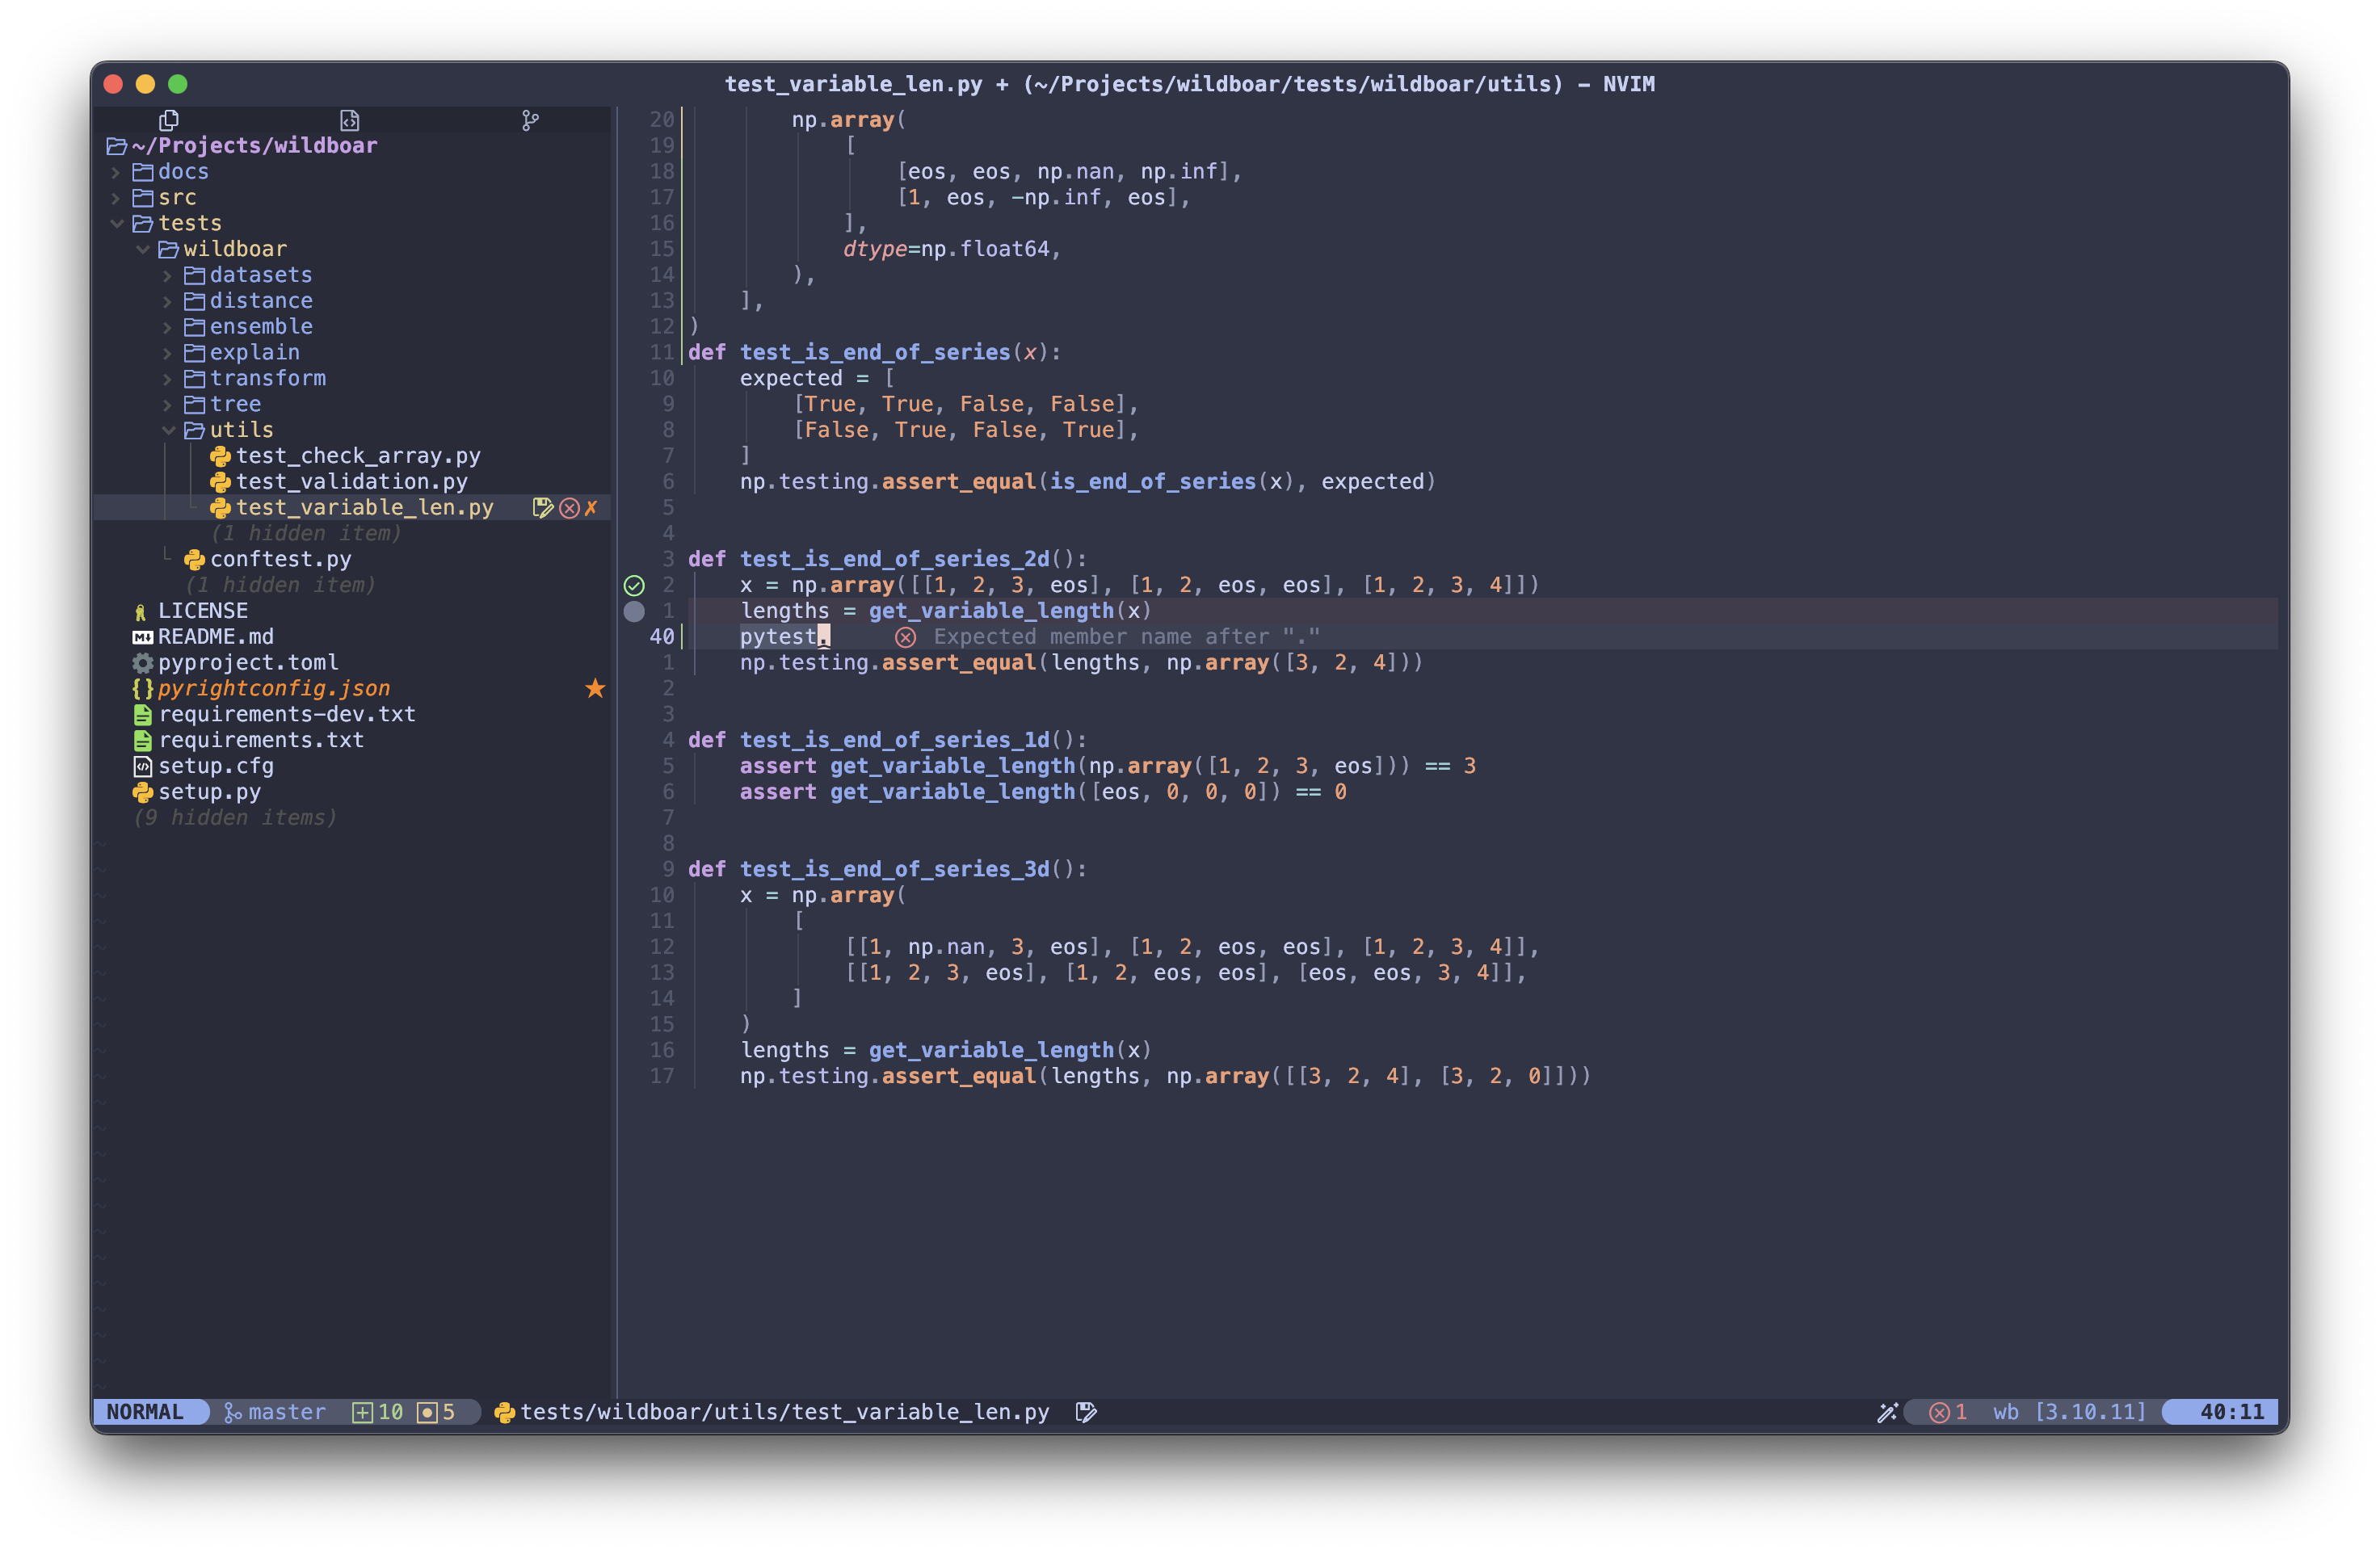 test_variable_len.py + (~/Projects/wildboar/tests/wildboar/utils) – NVIM
~/Projects/wildboar
docs
src
tests
wildboar
datasets
distance
ensemble
explain
transform
tree
utils
test_check_array.py
test_validation.py
test_variable_len.py
(1 hidden item)
conftest.py
(1 hidden item)
LICENSE
README.md
pyproject.toml
pyrightconfig.json
requirements-dev.txt
requirements.txt
setup.cfg
setup.py
(9 hidden items)
20 np.array(
19 [
18 [eos, eos, np.nan, np.inf],
17 [1, eos, -np.inf, eos],
16 ],
15 dtype=np.float64,
14 ),
13 ],
12 )
11 def test_is_end_of_series(x):
10 expected = [
9 [True, True, False, False],
8 [False, True, False, True],
7 ]
6 np.testing.assert_equal(is_end_of_series(x), expected)
5
4
3 def test_is_end_of_series_2d():
2 x = np.array([[1, 2, 3, eos], [1, 2, eos, eos], [1, 2, 3, 4]])
1 lengths = get_variable_length(x)
40 pytest. Expected member name after "."
1 np.testing.assert_equal(lengths, np.array([3, 2, 4]))
2
3
4 def test_is_end_of_series_1d():
5 assert get_variable_length(np.array([1, 2, 3, eos])) == 3
6 assert get_variable_length([eos, 0, 0, 0]) == 0
7
8
9 def test_is_end_of_series_3d():
10 x = np.array(
11 [
12 [[1, np.nan, 3, eos], [1, 2, eos, eos], [1, 2, 3, 4]],
13 [[1, 2, 3, eos], [1, 2, eos, eos], [eos, eos, 3, 4]],
14 ]
15 )
16 lengths = get_variable_length(x)
17 np.testing.assert_equal(lengths, np.array([[3, 2, 4], [3, 2, 0]]))
NORMAL master 10 5 tests/wildboar/utils/test_variable_len.py 1 wb [3.10.11] 40:11